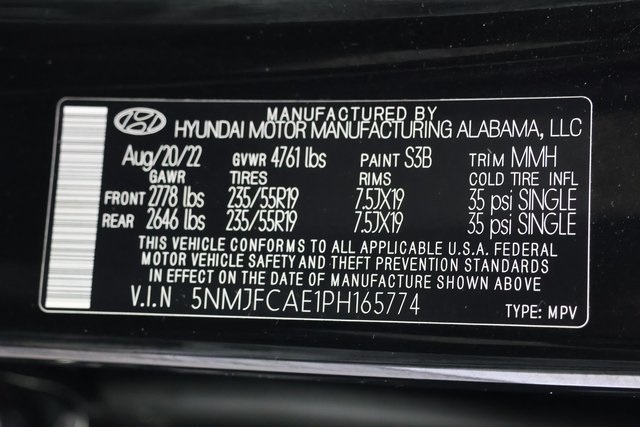 MANUFACTURED BY
HYUNDAI MOTOR MANUFACTURING ALABAMA, LLC
Aug/20/22 GVWR 4761 lbs PAINT S3B TRIM MMH
GAWR TIRES RIMS COLD TIRE INFL
FRONT 2778 lbs 235/55R19 7.5JX19 35 psi SINGLE
REAR 2646 lbs 235/55R19 7.5JX19 35 psi SINGLE
THIS VEHICLE CONFORMS TO ALL APPLICABLE U.S.A. FEDERAL
MOTOR VEHICLE SAFETY AND THEFT PREVENTION STANDARDS
IN EFFECT ON THE DATE OF MANUFACTURE SHOWN ABOVE
V.I.N 5NMJFCAE1PH165774 TYPE: MPV